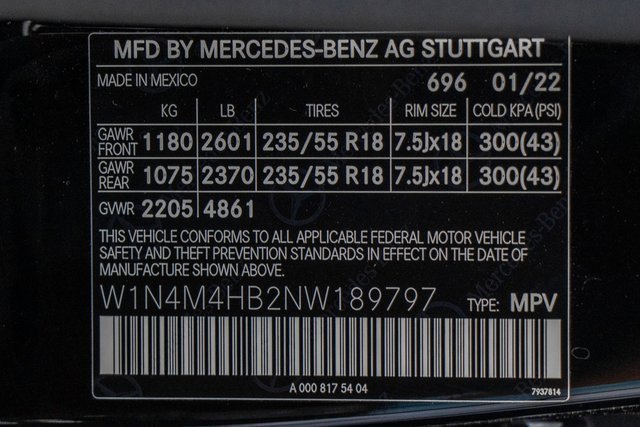 MFD BY MERCEDES-BENZ AG STUTTGART
MADE IN MEXICO 696 01/22
KG LB TIRES RIM SIZE COLD KPA(PSI)
GAWR FRONT 1180 2601 235/55 R18 7.5Jx18 300(43)
GAWR REAR 1075 2370 235/55 R18 7.5Jx18 300(43)
GWR 2205 4861
THIS VEHICLE CONFORMS TO ALL APPLICABLE FEDERAL MOTOR VEHICLE
SAFETY AND THEFT PREVENTION STANDARDS IN EFFECT ON THE DATE OF
MANUFACTURE SHOWN ABOVE.
W1N4M4HB2NW189797 TYPE: MPV
A 000 817 54 04
7937814
Mercedes-Benz